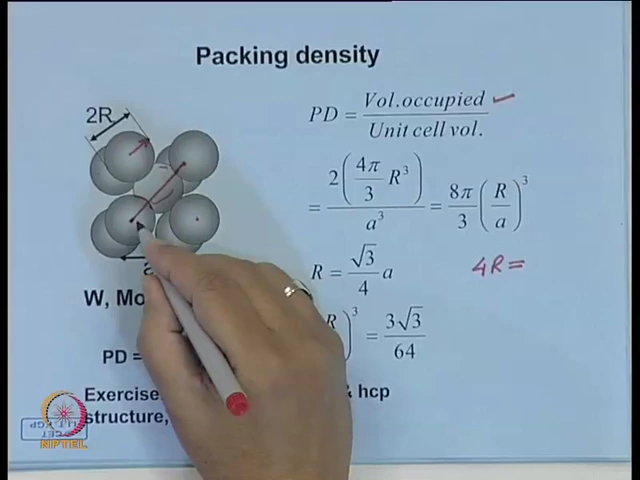 Packing density
2R
PD = Vol.occupied / Unit cell vol.
= 2(4π/3 R³) / a³ = 8π/3 (R/a)³
R = √3/4 a
4R =
a
W, Mo
R )³ = 3√3/64
PD =
Exercise & hcp
structure,
NPTEL